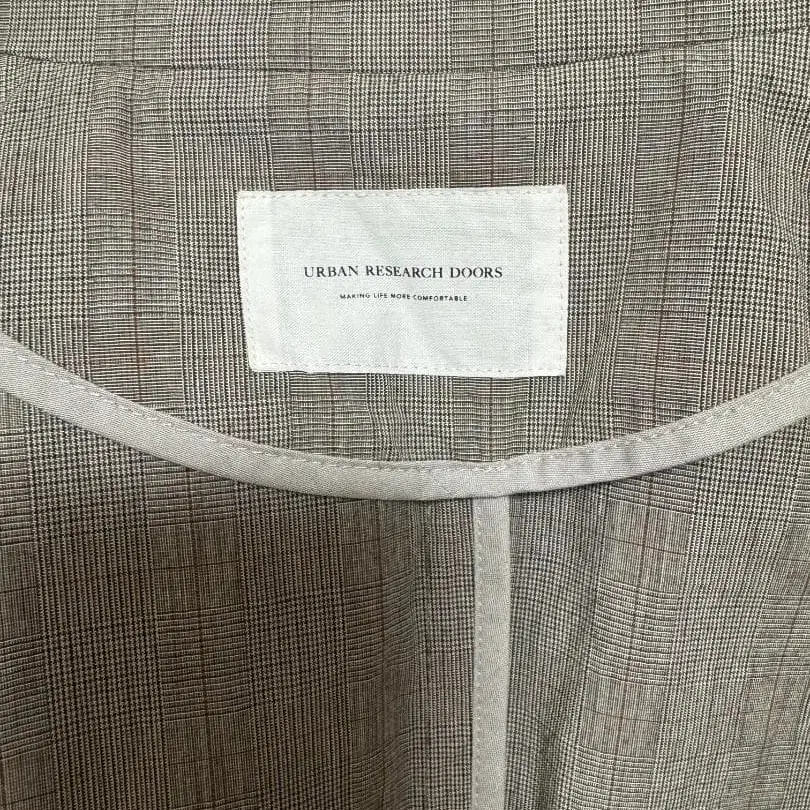 URBAN RESEARCH DOORS
MAKING LIFE MORE COMFORTABLE